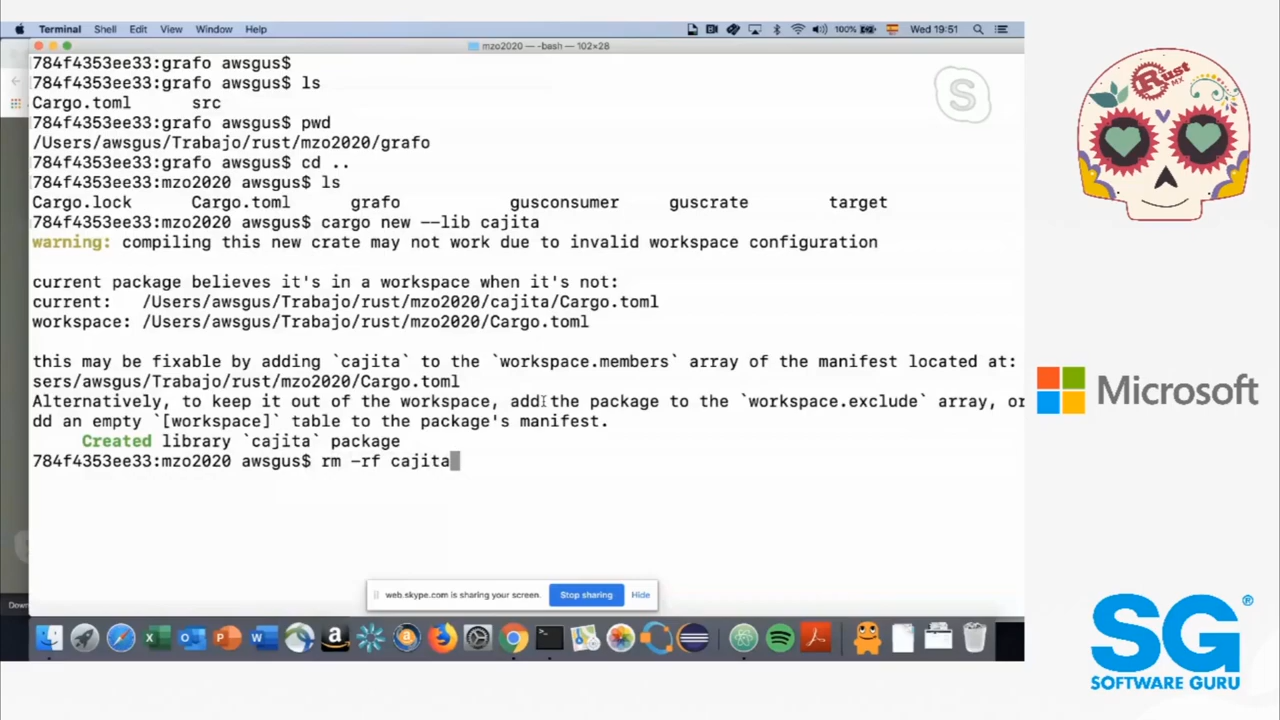 Terminal Shell Edit View Window Help 100% Wed 19:51
mzo2020 — -bash — 102×28
784f4353ee33:grafo awsgus$
784f4353ee33:grafo awsgus$ ls
Cargo.toml src
784f4353ee33:grafo awsgus$ pwd
/Users/awsgus/Trabajo/rust/mzo2020/grafo
784f4353ee33:grafo awsgus$ cd ..
784f4353ee33:mzo2020 awsgus$ ls
Cargo.lock Cargo.toml grafo gusconsumer guscrate target
784f4353ee33:mzo2020 awsgus$ cargo new --lib cajita
warning: compiling this new crate may not work due to invalid workspace configuration
current package believes it's in a workspace when it's not:
current: /Users/awsgus/Trabajo/rust/mzo2020/cajita/Cargo.toml
workspace: /Users/awsgus/Trabajo/rust/mzo2020/Cargo.toml
this may be fixable by adding `cajita` to the `workspace.members` array of the manifest located at:
sers/awsgus/Trabajo/rust/mzo2020/Cargo.toml
Alternatively, to keep it out of the workspace, add the package to the `workspace.exclude` array, or
dd an empty `[workspace]` table to the package's manifest.
Created library `cajita` package
784f4353ee33:mzo2020 awsgus$ rm -rf cajita
web.skype.com is sharing your screen. Stop sharing Hide
Down
S
Rust MX
Microsoft
SG®
SOFTWARE GURU